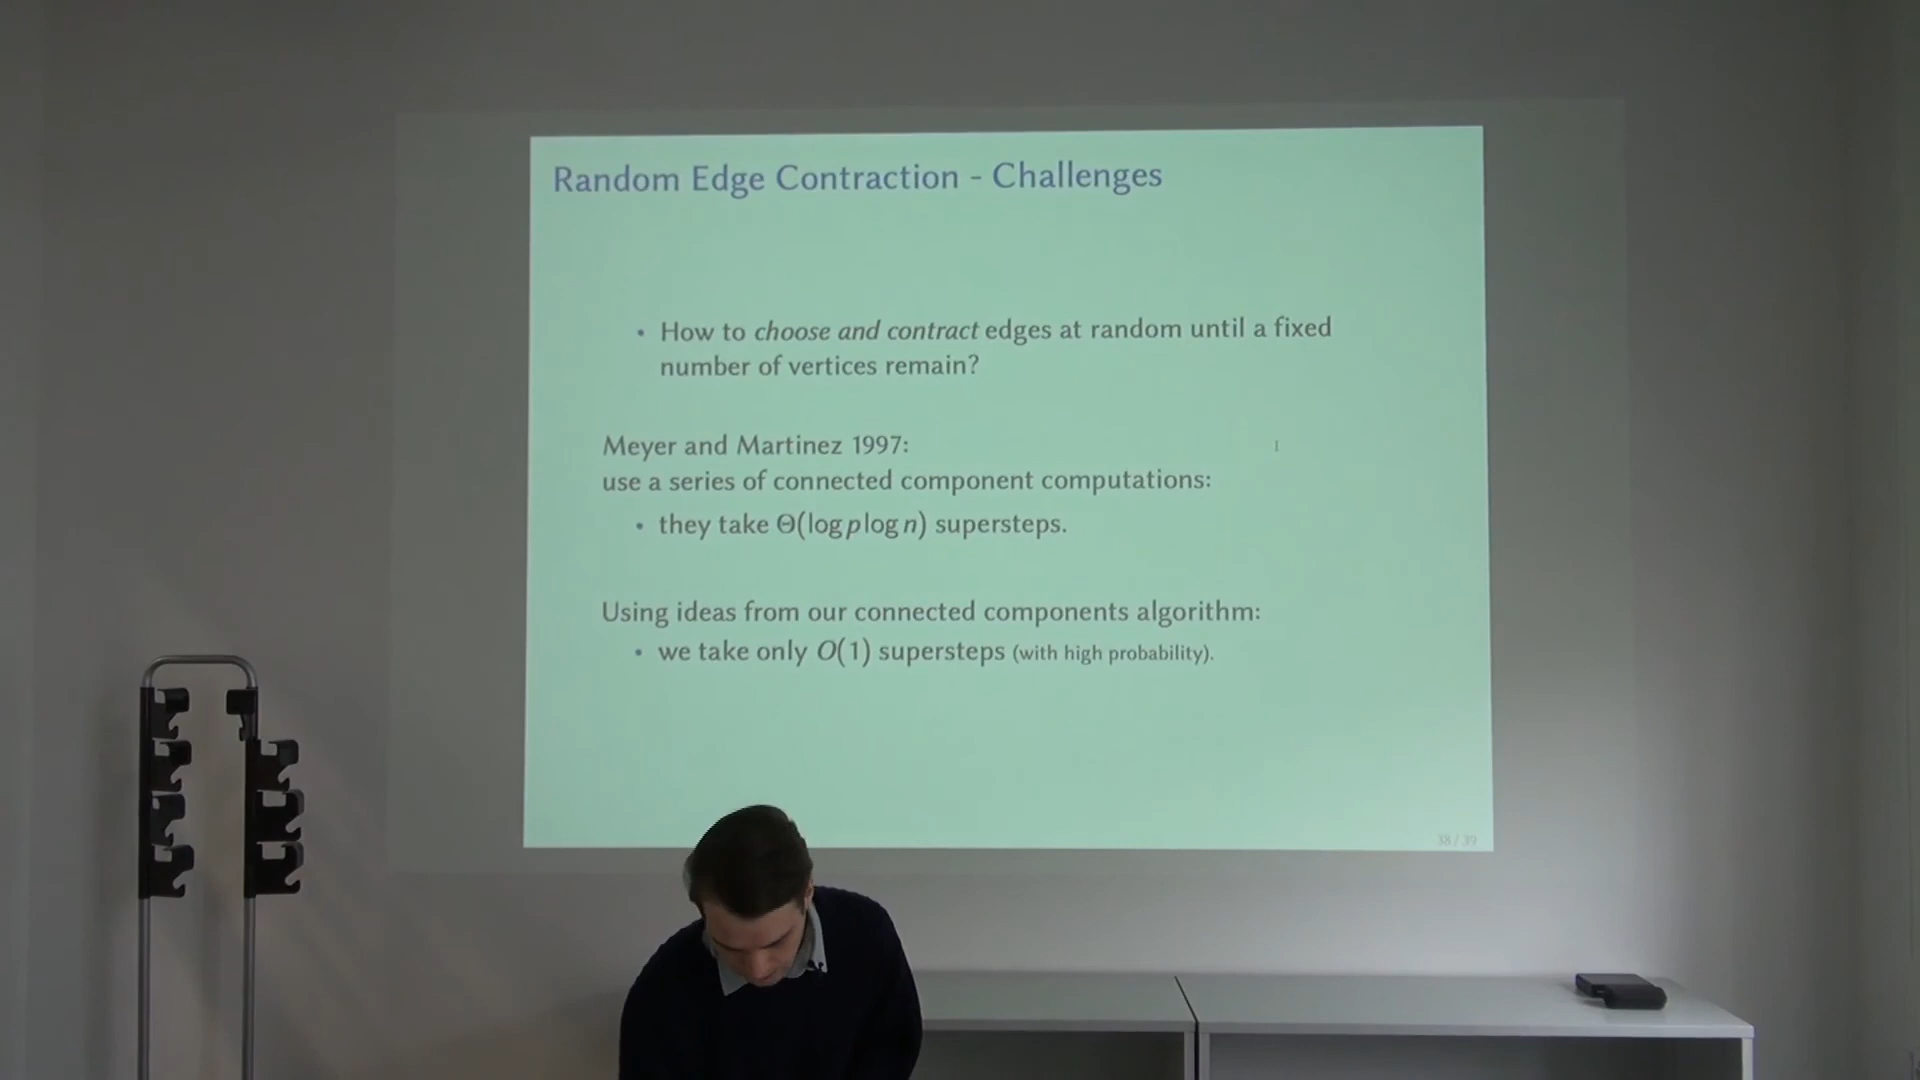 Random Edge Contraction - Challenges
• How to choose and contract edges at random until a fixed
number of vertices remain?
Meyer and Martinez 1997:
use a series of connected component computations:
• they take Θ(log p log n) supersteps.
Using ideas from our connected components algorithm:
• we take only O(1) supersteps (with high probability).
38 / 39